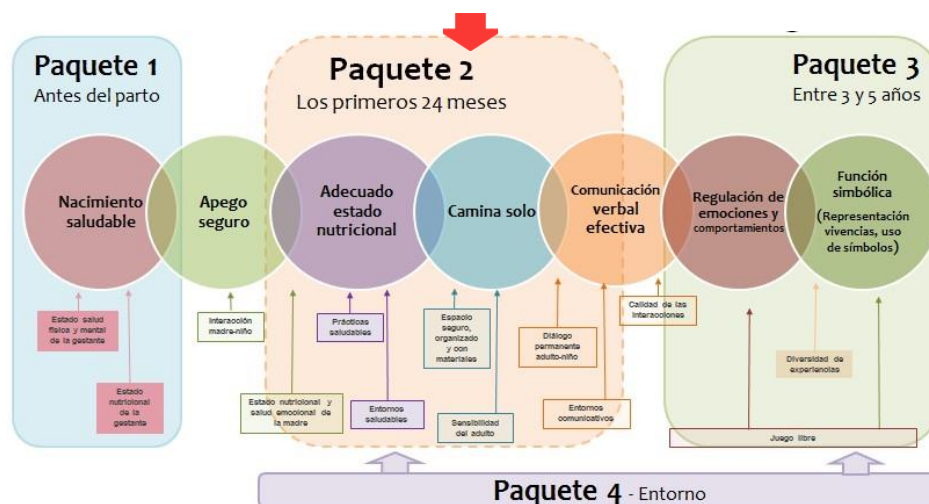 Paquete 1
Antes del parto
Paquete 2
Los primeros 24 meses
Paquete 3
Entre 3 y 5 años
Nacimiento
saludable
Apego
seguro
Adecuado
estado
nutricional
Camina solo
Comunicación
verbal
efectiva
Regulación de
emociones y
comportamientos
Función
simbólica
(Representación
vivencias, uso
de símbolos)
Estado salud
física y mental
de la gestante
Estado
nutricional
de la
gestante
Interacción
madre-niño
Estado nutricional y
salud emocional de
la madre
Prácticas
saludables
Entornos
saludables
Espacio
seguro,
organizado
y con
materiales
Sensibilidad
del adulto
Diálogo
permanente
adulto-niño
Entornos
comunicativos
Calidad de las
interacciones
Diversidad de
experiencias
Juego libre
Paquete 4 - Entorno